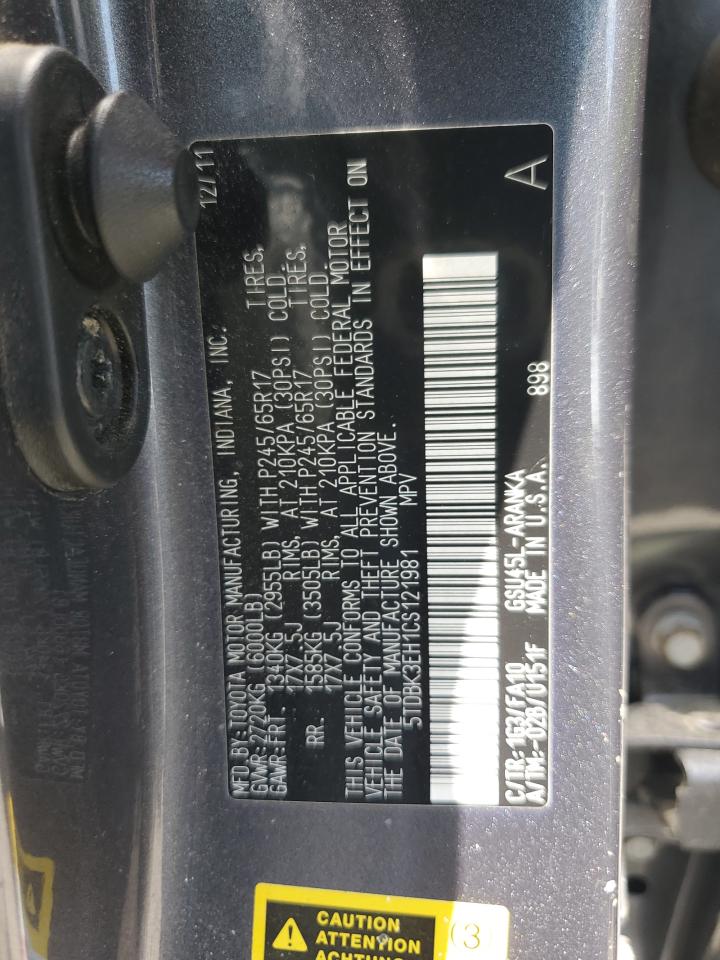 MFD BY: TOYOTA MOTOR MANUFACTURING, INDIANA, INC. 12/11
GVWR: 2720KG (6000LB)
GAWR: FRT. 1340KG (2955LB) WITH P245/65R17 TIRES,
17X7.5J RIMS, AT 210KPA (30PSI) COLD.
RR. 1585KG (3505LB) WITH P245/65R17 TIRES,
17X7.5J RIMS, AT 210KPA (30PSI) COLD.
THIS VEHICLE CONFORMS TO ALL APPLICABLE FEDERAL MOTOR
VEHICLE SAFETY AND THEFT PREVENTION STANDARDS IN EFFECT ON
THE DATE OF MANUFACTURE SHOWN ABOVE.
5TDBK3EH1CS121981 MPV
A
C/TR: 1G3/FA10 GSU45L-ARANKA 898
A/TM: -02B/U151F MADE IN U.S.A.
CAUTION
ATTENTION
ACHTUNG
(3)